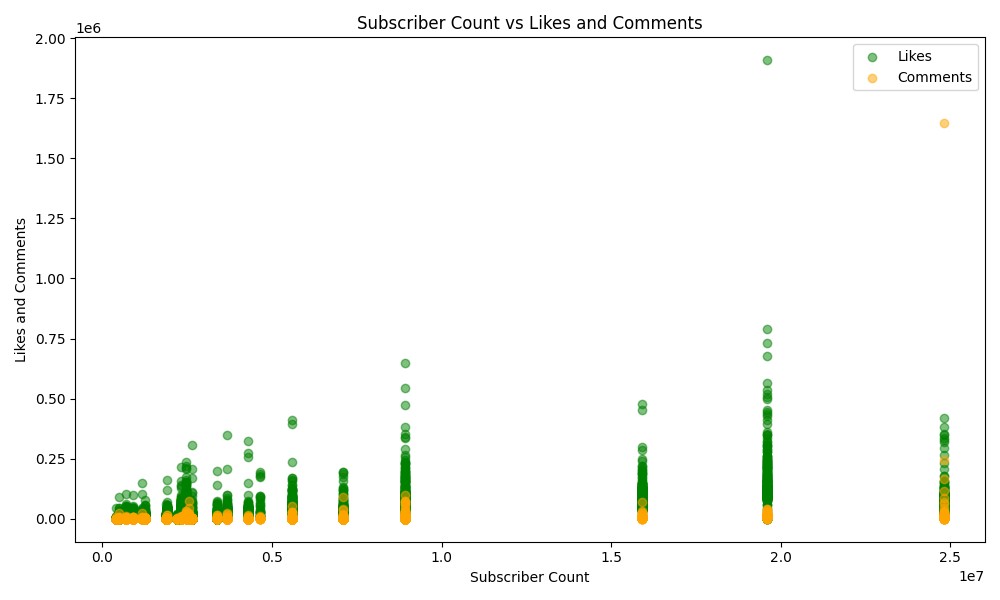 Subscriber Count vs Likes and Comments
1e6
2.00
1.75
1.50
1.25
1.00
0.75
0.50
0.25
0.00
Likes and Comments
Likes
Comments
0.0
0.5
1.0
1.5
2.0
2.5
1e7
Subscriber Count